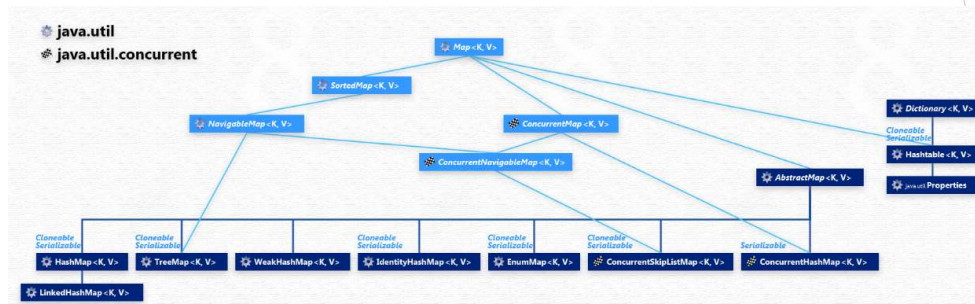 java.util
java.util.concurrent
Map<K, V>
SortedMap<K, V>
NavigableMap<K, V>
ConcurrentMap<K, V>
Dictionary<K, V>
Cloneable
Serializable
Hashtable<K, V>
ConcurrentNavigableMap<K, V>
AbstractMap<K, V>
java.util.Properties
Cloneable
Serializable
Cloneable
Serializable
Cloneable
Serializable
Cloneable
Serializable
Cloneable
Serializable
Serializable
HashMap<K, V>
TreeMap<K, V>
WeakHashMap<K, V>
IdentityHashMap<K, V>
EnumMap<K, V>
ConcurrentSkipListMap<K, V>
ConcurrentHashMap<K, V>
LinkedHashMap<K, V>